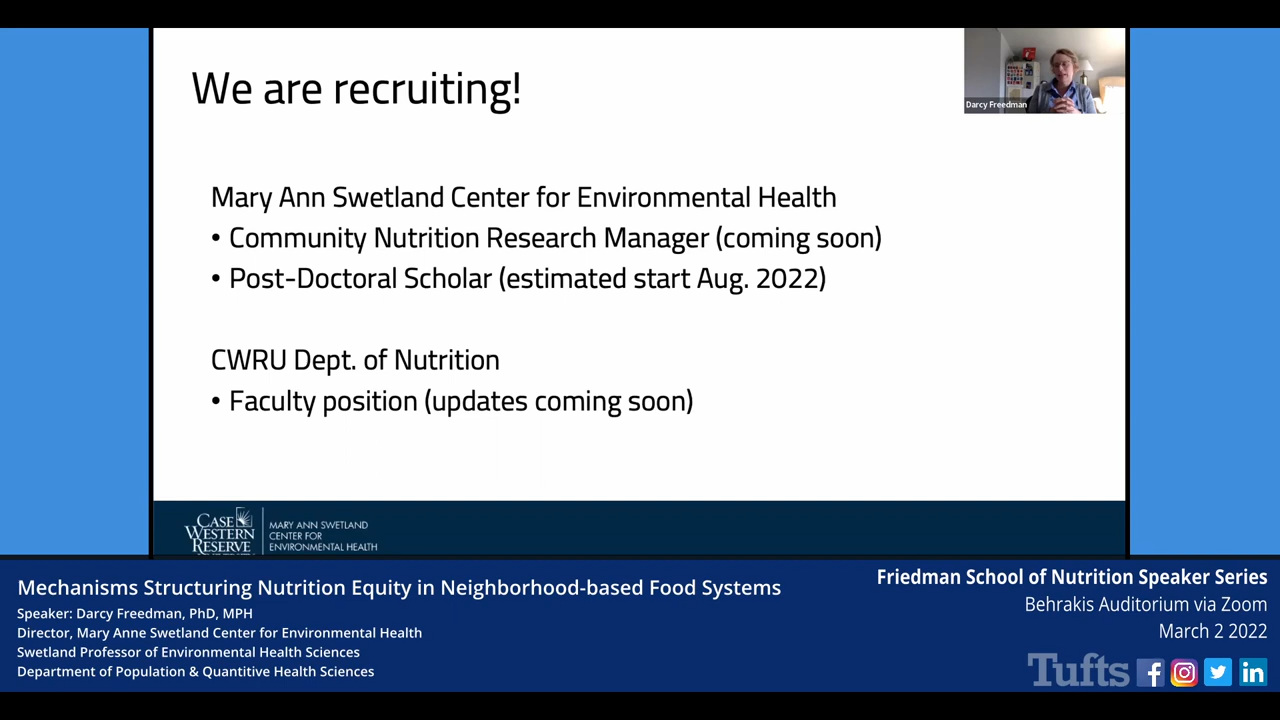 We are recruiting!
Darcy Freedman
Mary Ann Swetland Center for Environmental Health
• Community Nutrition Research Manager (coming soon)
• Post-Doctoral Scholar (estimated start Aug. 2022)
CWRU Dept. of Nutrition
• Faculty position (updates coming soon)
CASE
WESTERN
RESERVE
MARY ANN SWETLAND
CENTER FOR
ENVIRONMENTAL HEALTH
Mechanisms Structuring Nutrition Equity in Neighborhood-based Food Systems
Speaker: Darcy Freedman, PhD, MPH
Director, Mary Anne Swetland Center for Environmental Health
Swetland Professor of Environmental Health Sciences
Department of Population & Quantitative Health Sciences
Friedman School of Nutrition Speaker Series
Behrakis Auditorium via Zoom
March 2 2022
Tufts